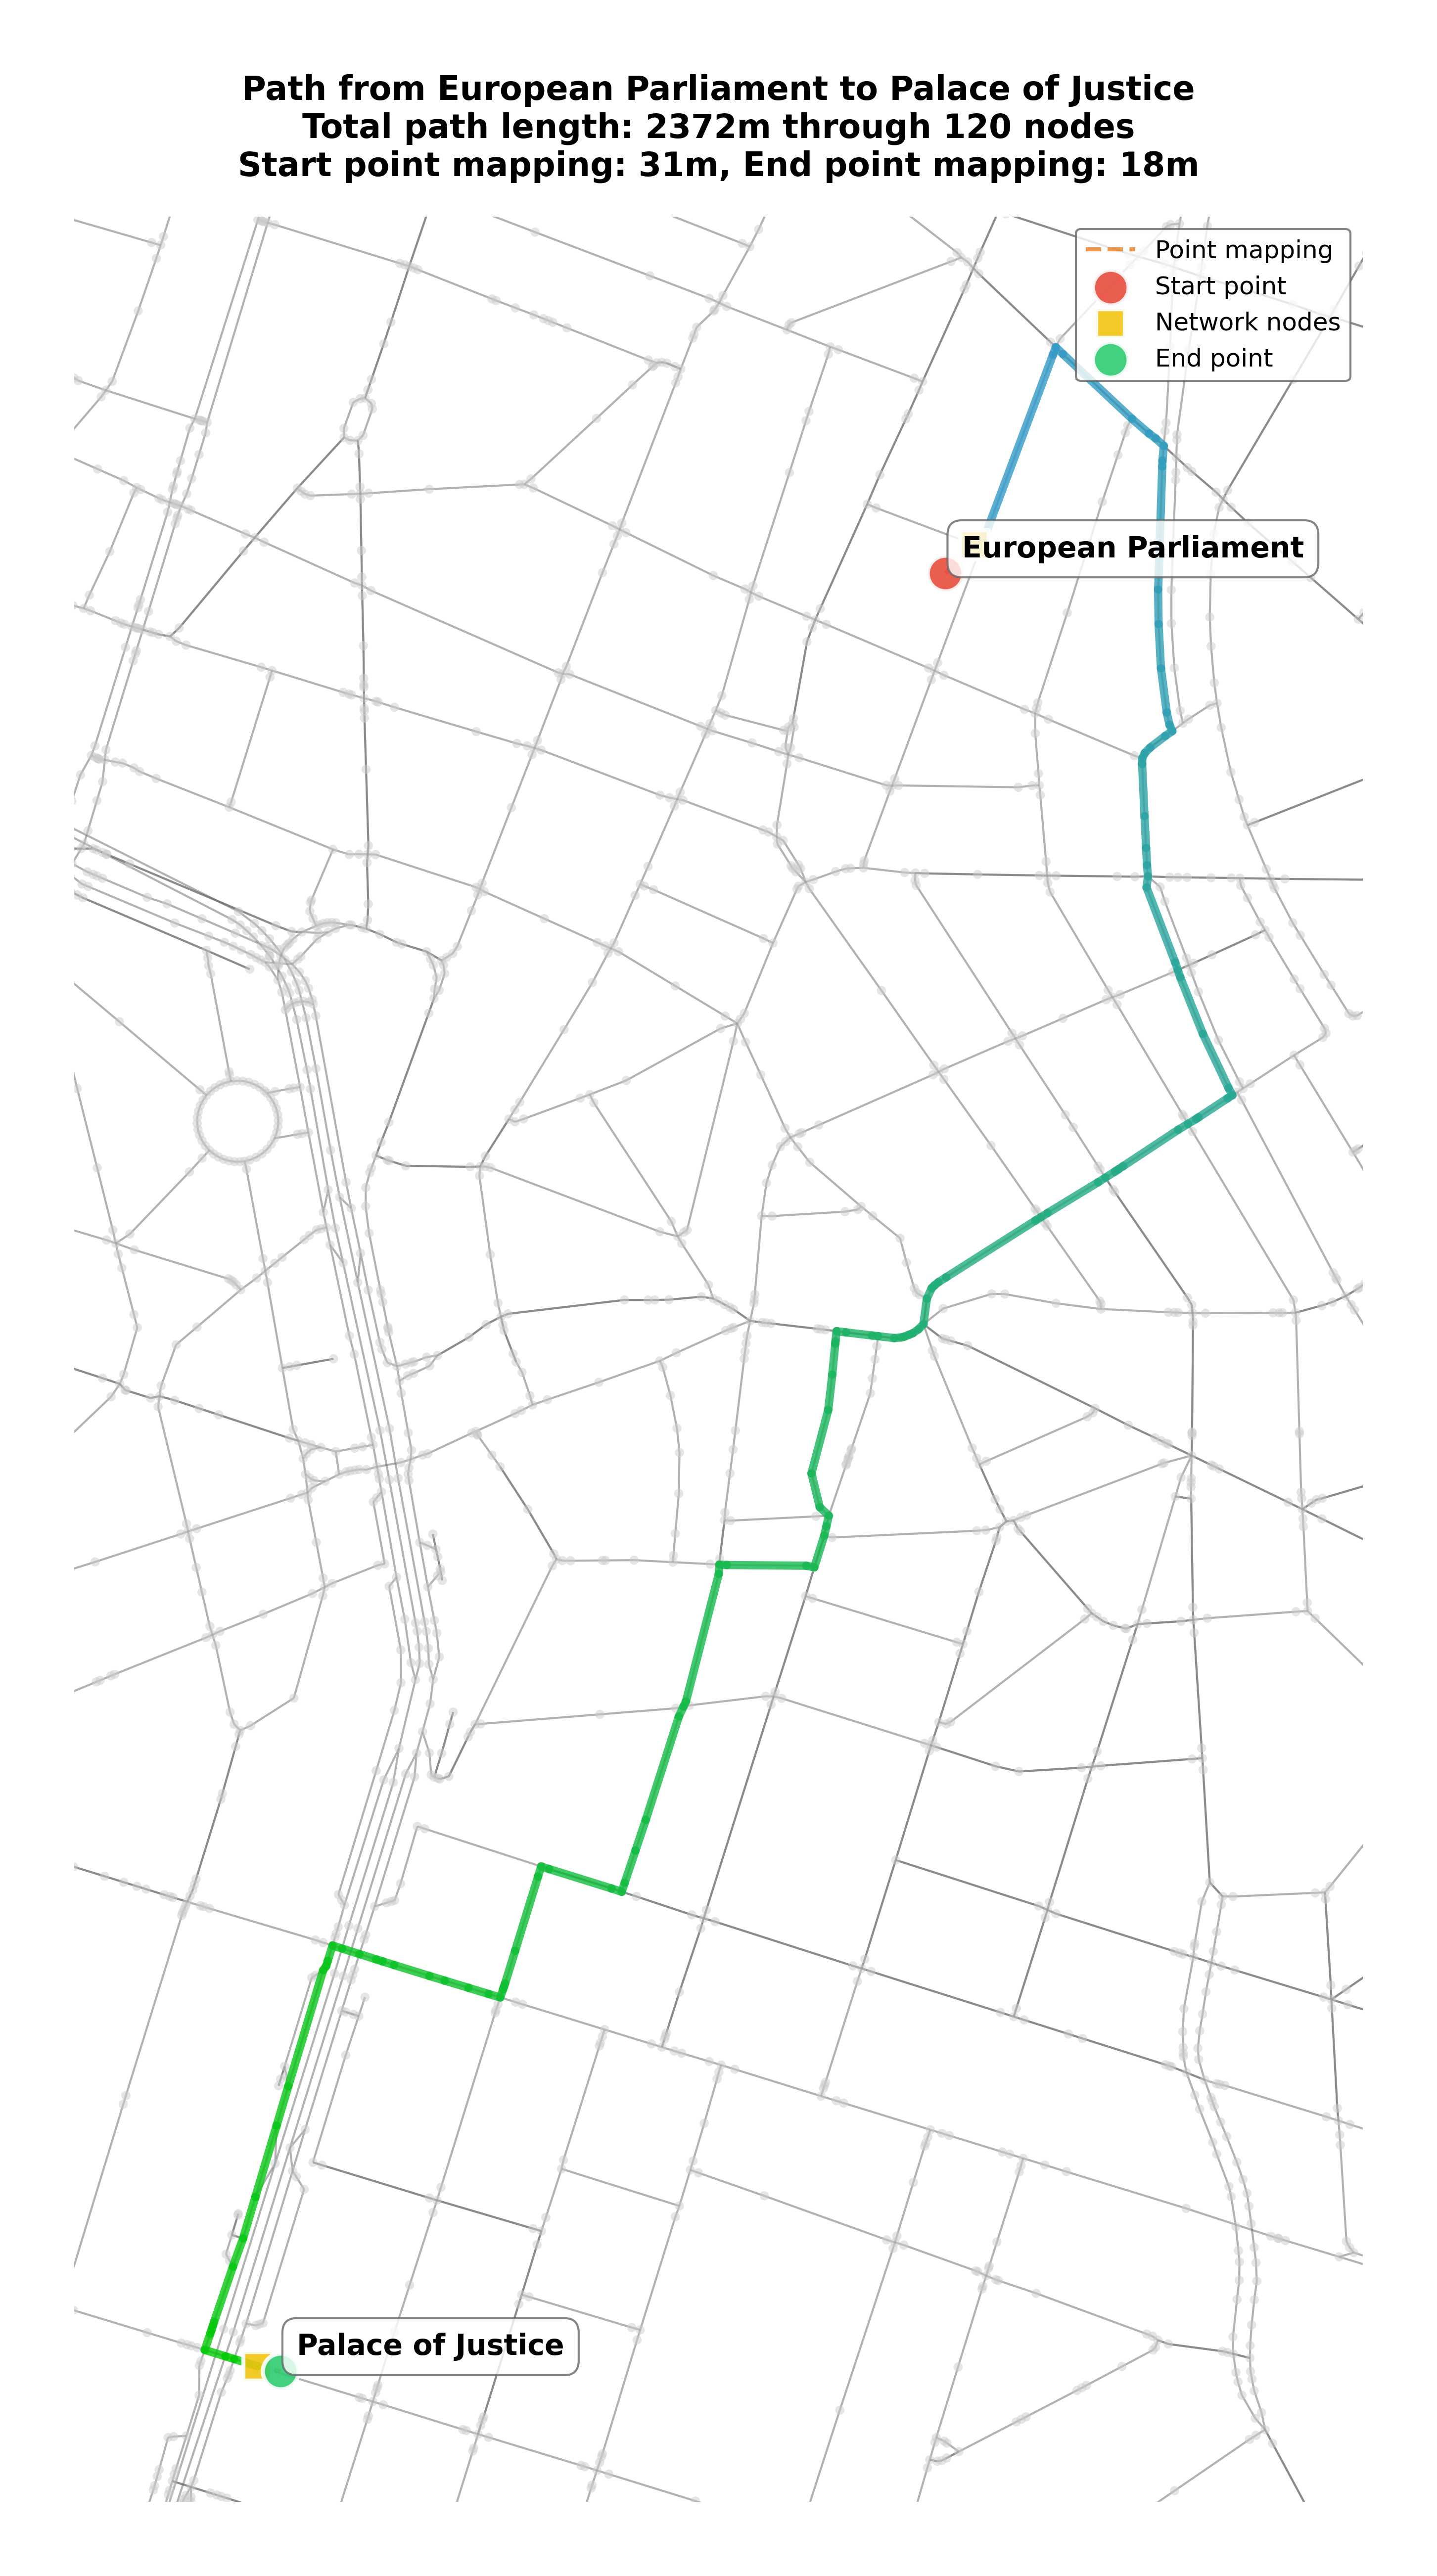 Path from European Parliament to Palace of Justice
Total path length: 2372m through 120 nodes
Start point mapping: 31m, End point mapping: 18m
Point mapping
Start point
Network nodes
End point
European Parliament
Palace of Justice